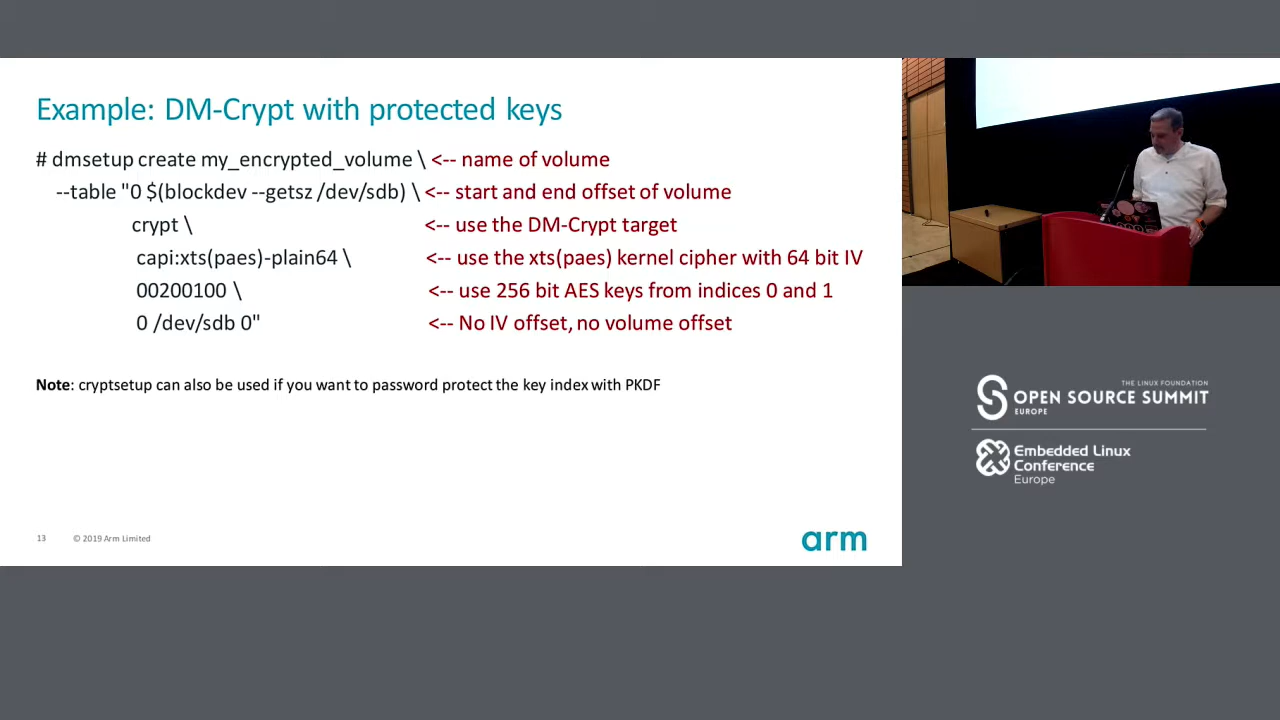 Example: DM-Crypt with protected keys
# dmsetup create my_encrypted_volume \ <-- name of volume
--table "0 $(blockdev --getsz /dev/sdb) \ <-- start and end offset of volume
crypt \ <-- use the DM-Crypt target
capi:xts(paes)-plain64 \ <-- use the xts(paes) kernel cipher with 64 bit IV
00200100 \ <-- use 256 bit AES keys from indices 0 and 1
0 /dev/sdb 0" <-- No IV offset, no volume offset
Note: cryptsetup can also be used if you want to password protect the key index with PKDF
13 © 2019 Arm Limited
arm
THE LINUX FOUNDATION
OPEN SOURCE SUMMIT
EUROPE
Embedded Linux
Conference
Europe